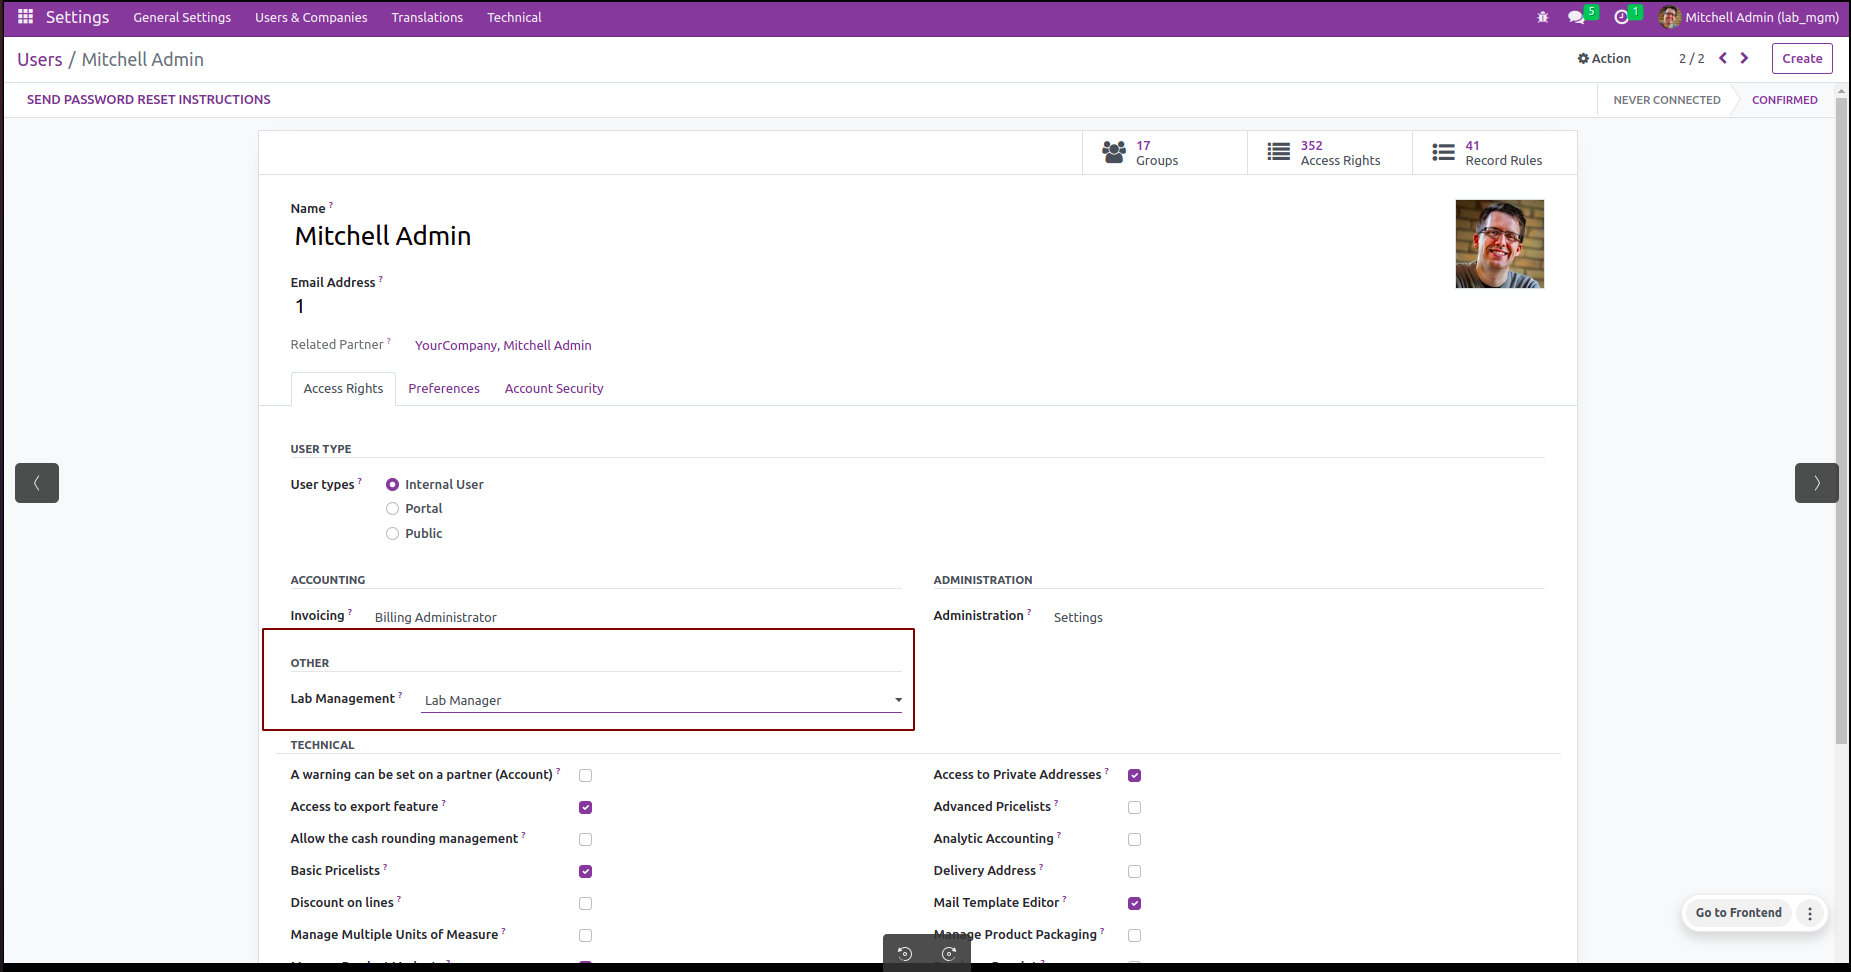 Settings General Settings Users & Companies Translations Technical 5 1 Mitchell Admin (lab_mgm)
Users / Mitchell Admin Action 2 / 2 Create
SEND PASSWORD RESET INSTRUCTIONS NEVER CONNECTED CONFIRMED
17 Groups 352 Access Rights 41 Record Rules
Name ?
Mitchell Admin
Email Address ?
1
Related Partner ? YourCompany, Mitchell Admin
Access Rights Preferences Account Security
USER TYPE
User types ? Internal User
Portal
Public
ACCOUNTING ADMINISTRATION
Invoicing ? Billing Administrator Administration ? Settings
OTHER
Lab Management ? Lab Manager
TECHNICAL
A warning can be set on a partner (Account) ? Access to Private Addresses ?
Access to export feature ? Advanced Pricelists ?
Allow the cash rounding management ? Analytic Accounting ?
Basic Pricelists ? Delivery Address ?
Discount on lines ? Mail Template Editor ?
Go to Frontend
Manage Multiple Units of Measure ? Manage Product Packaging ?